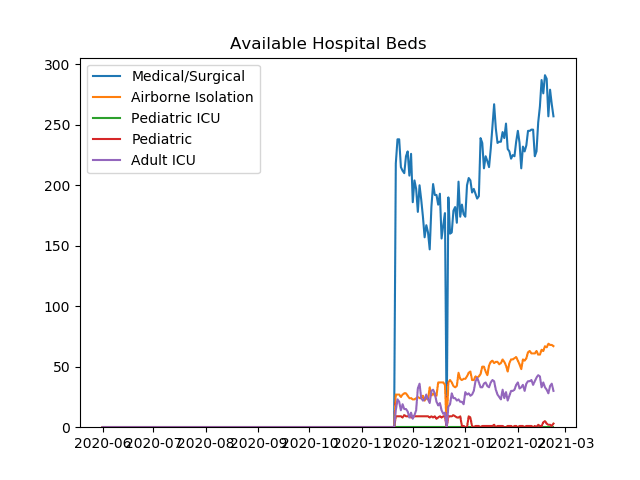 Available Hospital Beds
300
250
200
150
100
50
0
Medical/Surgical
Airborne Isolation
Pediatric ICU
Pediatric
Adult ICU
2020-06 2020-07 2020-08 2020-09 2020-10 2020-11 2020-12 2021-01 2021-02 2021-03